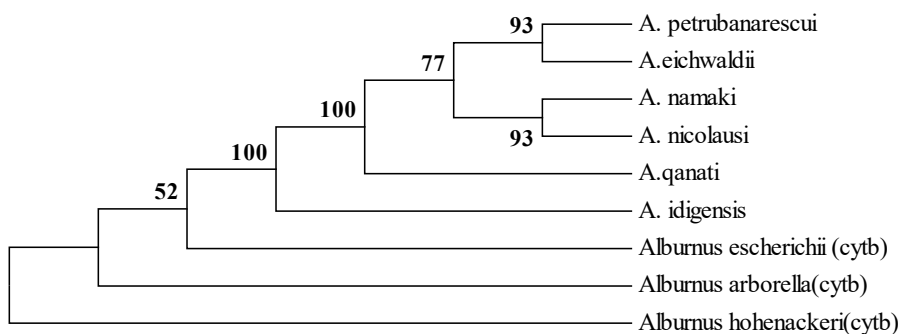 93
A. petrubanarescui
A.eichwaldii
77
A. namaki
100
93
A. nicolausi
100
A.qanati
52
A. idigensis
Alburnus escherichii (cytb)
Alburnus arborella(cytb)
Alburnus hohenackeri(cytb)